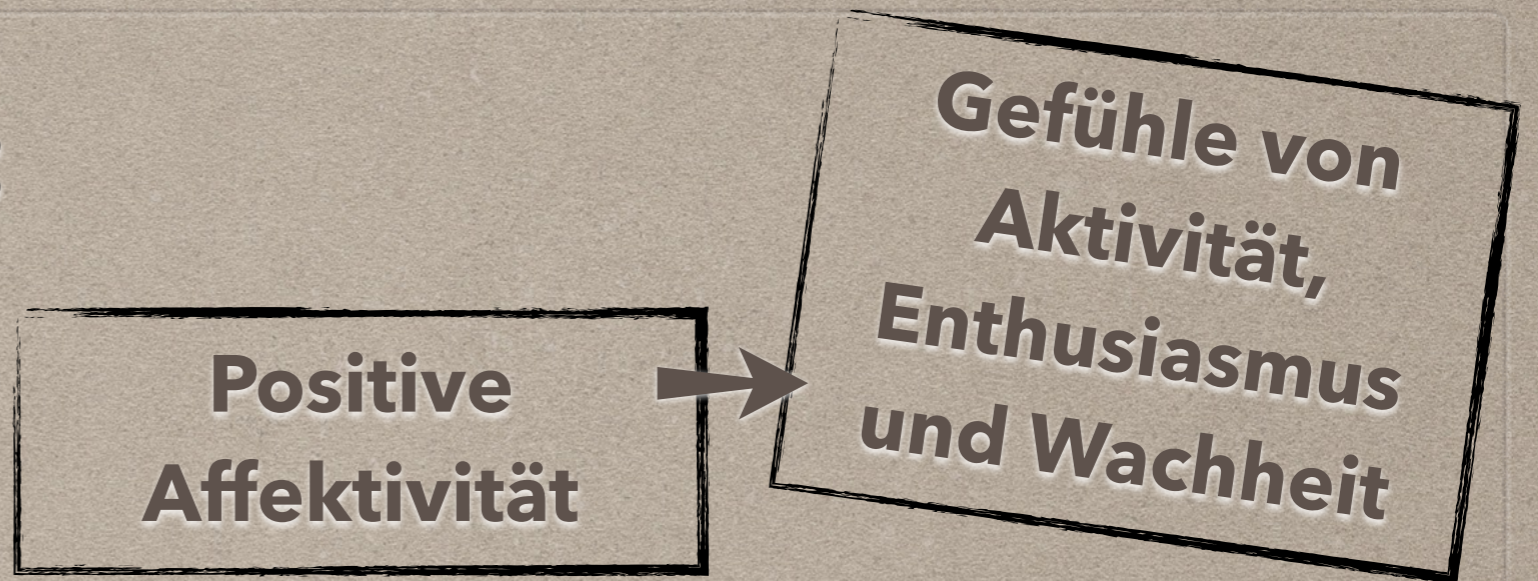 Positive
Affektivität
Gefühle von
Aktivität,
Enthusiasmus
und Wachheit